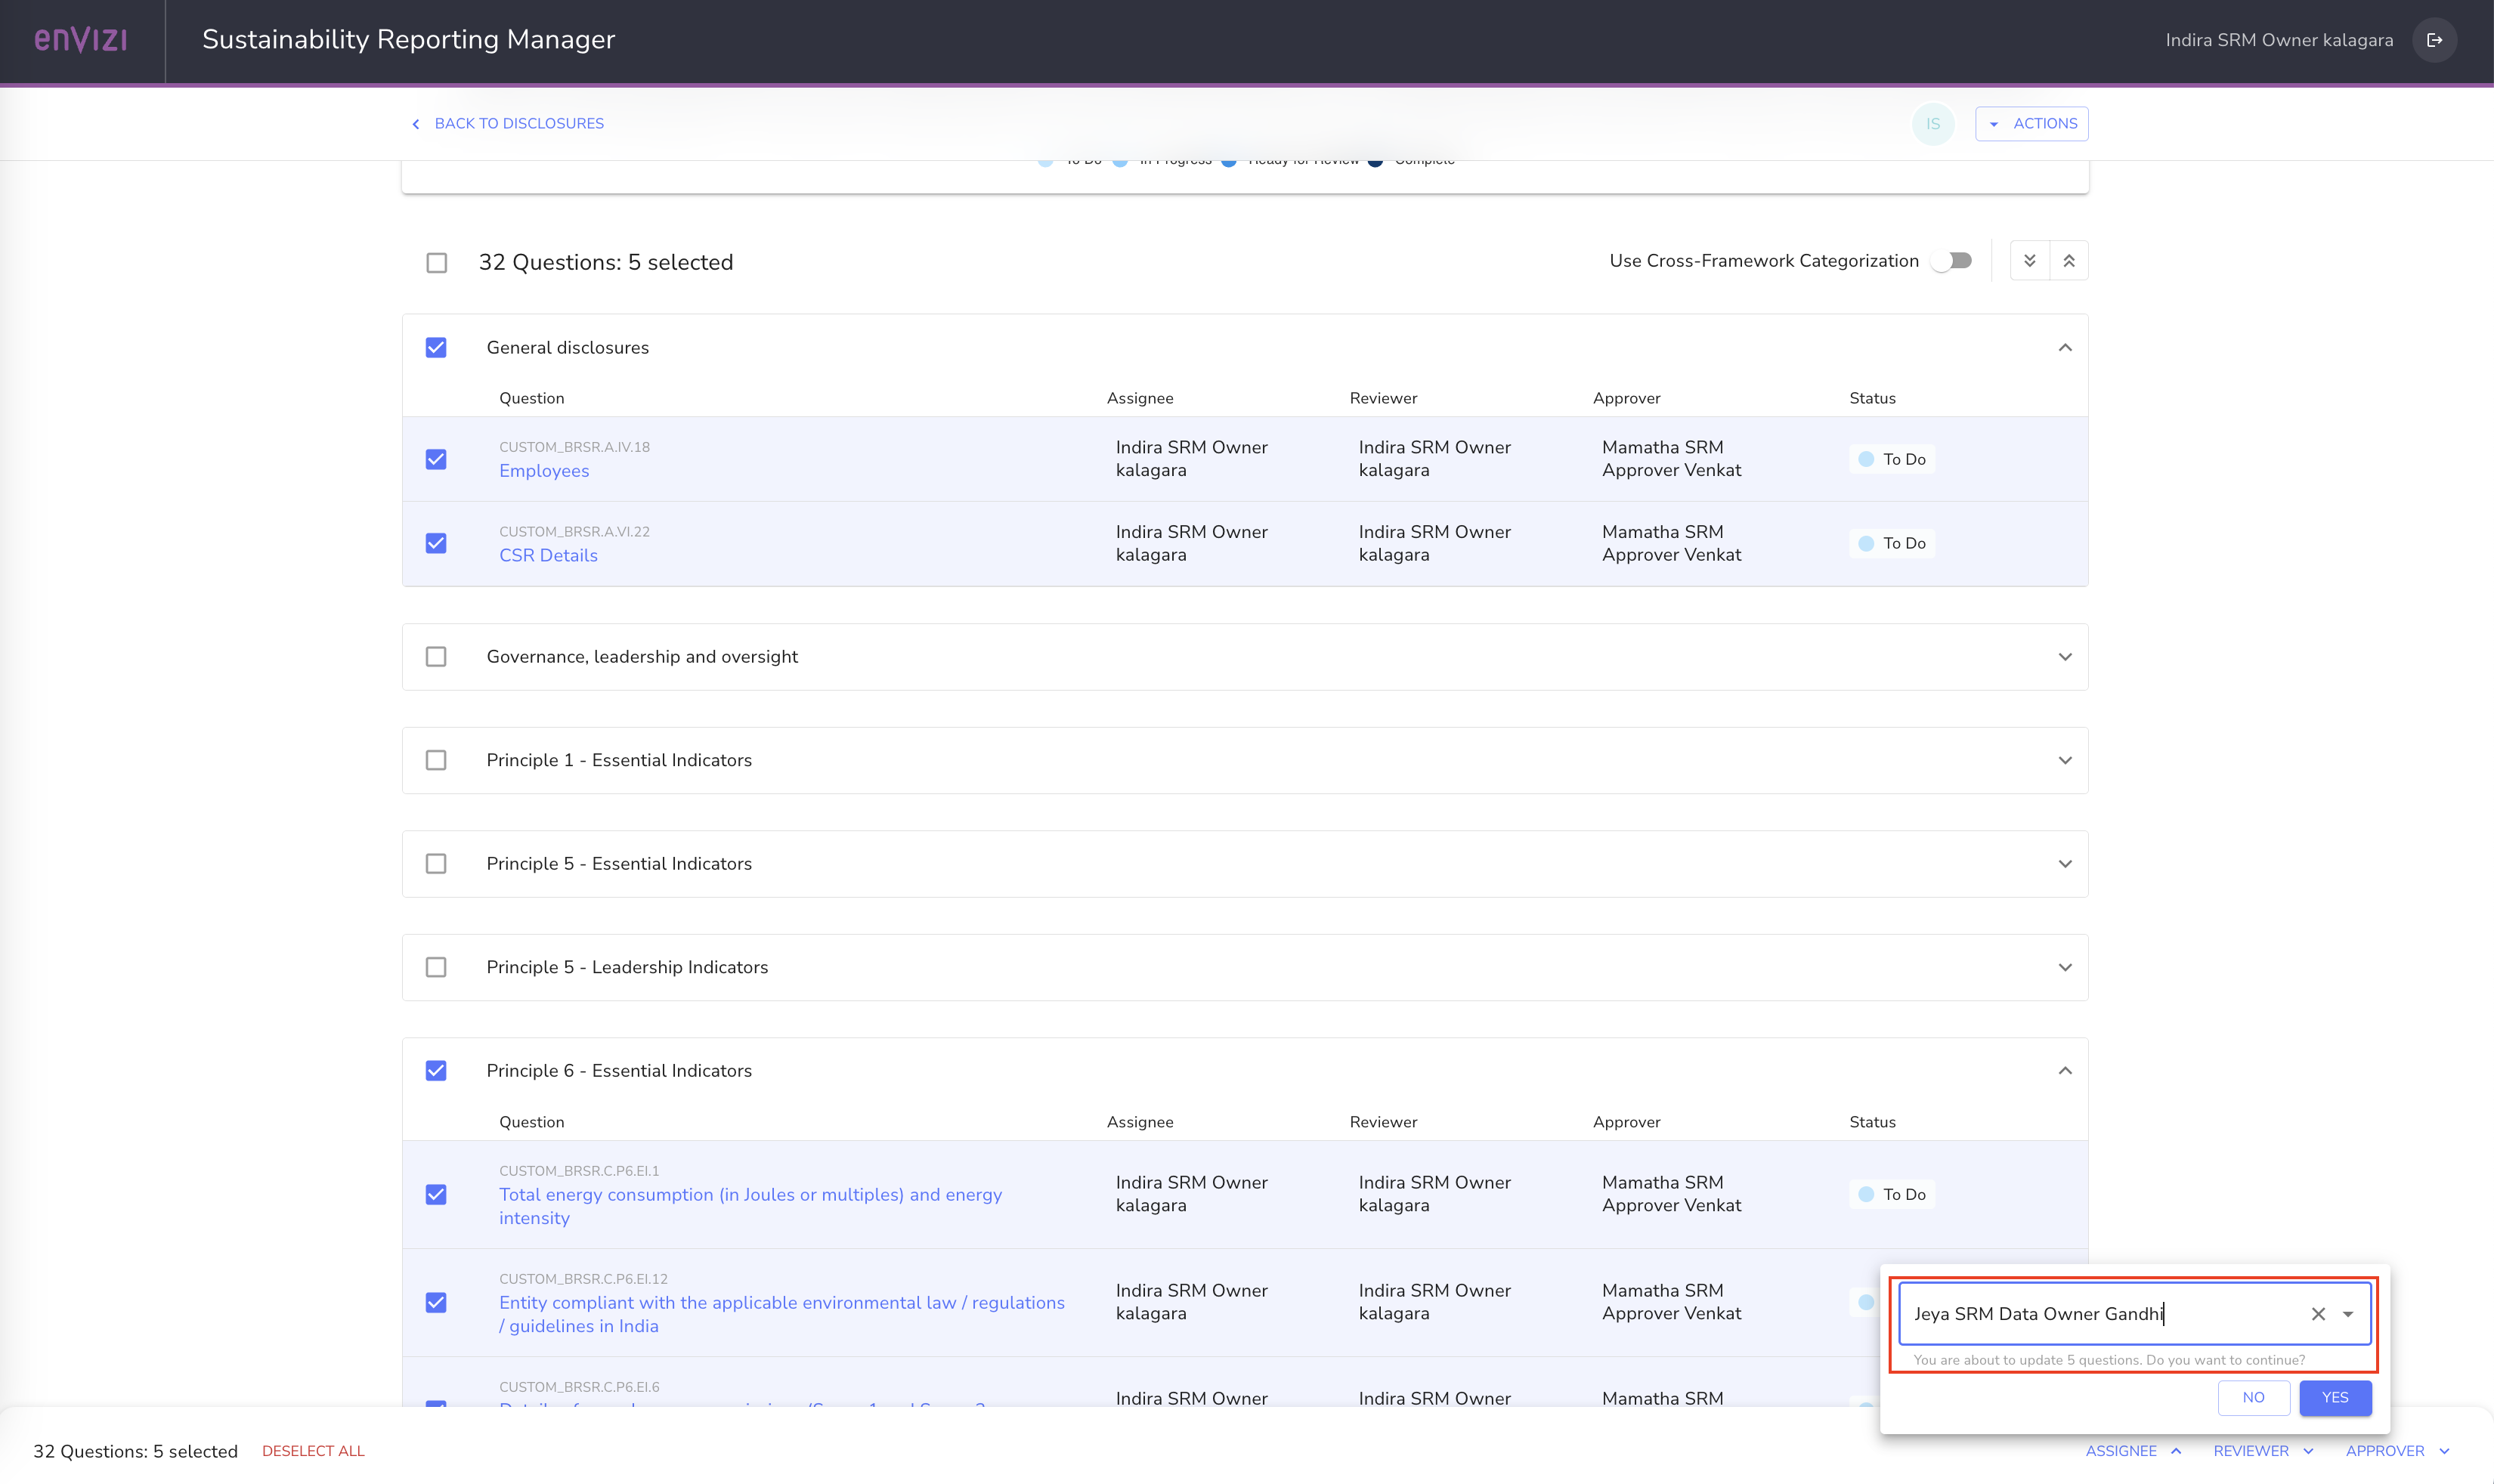 enVIZI
Sustainability Reporting Manager
Indira SRM Owner kalagara
BACK TO DISCLOSURES
IS
ACTIONS
To Do In Progress Ready for Review Complete
32 Questions: 5 selected
Use Cross-Framework Categorization
General disclosures
Question Assignee Reviewer Approver Status
CUSTOM_BRSR.A.IV.18
Employees
Indira SRM Owner
kalagara
Indira SRM Owner
kalagara
Mamatha SRM
Approver Venkat
To Do
CUSTOM_BRSR.A.VI.22
CSR Details
Indira SRM Owner
kalagara
Indira SRM Owner
kalagara
Mamatha SRM
Approver Venkat
To Do
Governance, leadership and oversight
Principle 1 - Essential Indicators
Principle 5 - Essential Indicators
Principle 5 - Leadership Indicators
Principle 6 - Essential Indicators
Question Assignee Reviewer Approver Status
CUSTOM_BRSR.C.P6.EI.1
Total energy consumption (in Joules or multiples) and energy
intensity
Indira SRM Owner
kalagara
Indira SRM Owner
kalagara
Mamatha SRM
Approver Venkat
To Do
CUSTOM_BRSR.C.P6.EI.12
Entity compliant with the applicable environmental law / regulations
/ guidelines in India
Indira SRM Owner
kalagara
Indira SRM Owner
kalagara
Mamatha SRM
Approver Venkat
CUSTOM_BRSR.C.P6.EI.6
Indira SRM Owner
Indira SRM Owner
Mamatha SRM
Jeya SRM Data Owner Gandhi
You are about to update 5 questions. Do you want to continue?
NO
YES
32 Questions: 5 selected
DESELECT ALL
ASSIGNEE
REVIEWER
APPROVER